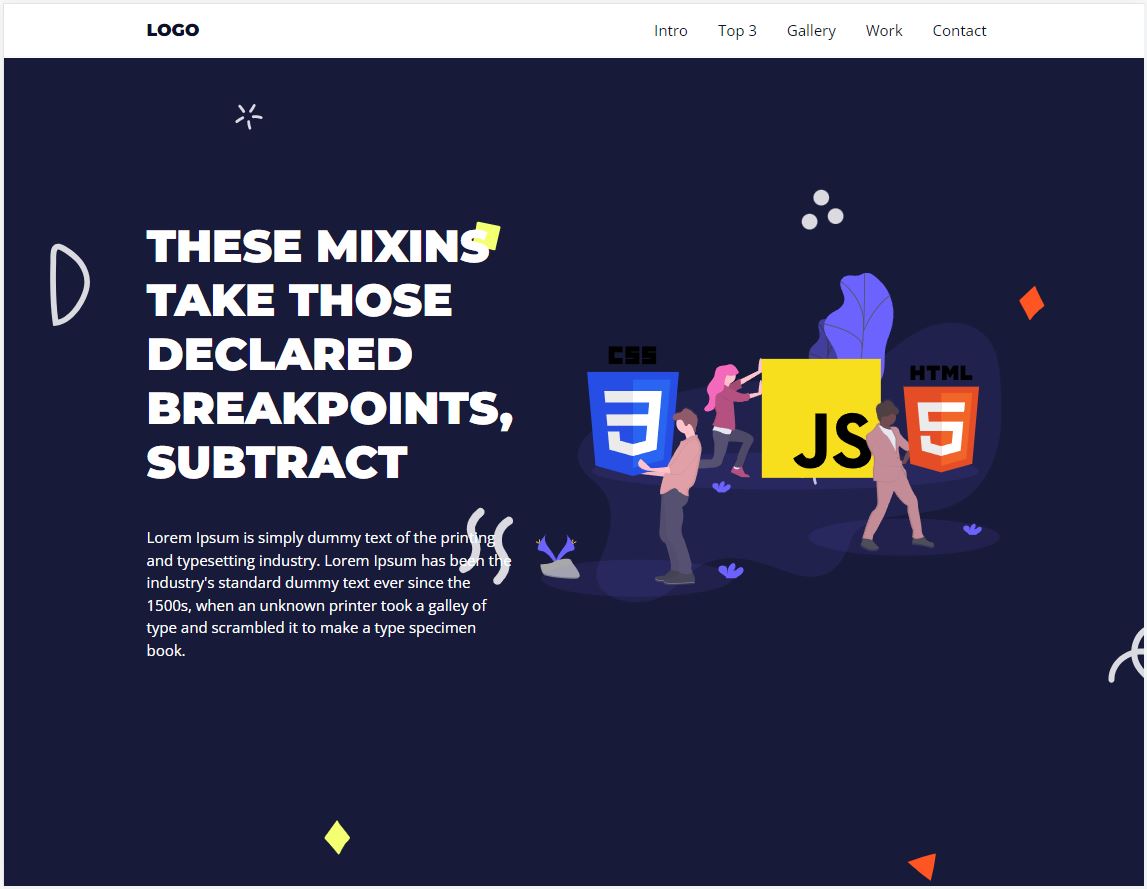 LOGO
Intro Top 3 Gallery Work Contact
THESE MIXINS
TAKE THOSE
DECLARED
BREAKPOINTS,
SUBTRACT
Lorem Ipsum is simply dummy text of the printing
and typesetting industry. Lorem Ipsum has been the
industry's standard dummy text ever since the
1500s, when an unknown printer took a galley of
type and scrambled it to make a type specimen
book.
CSS
3
JS
HTML
5